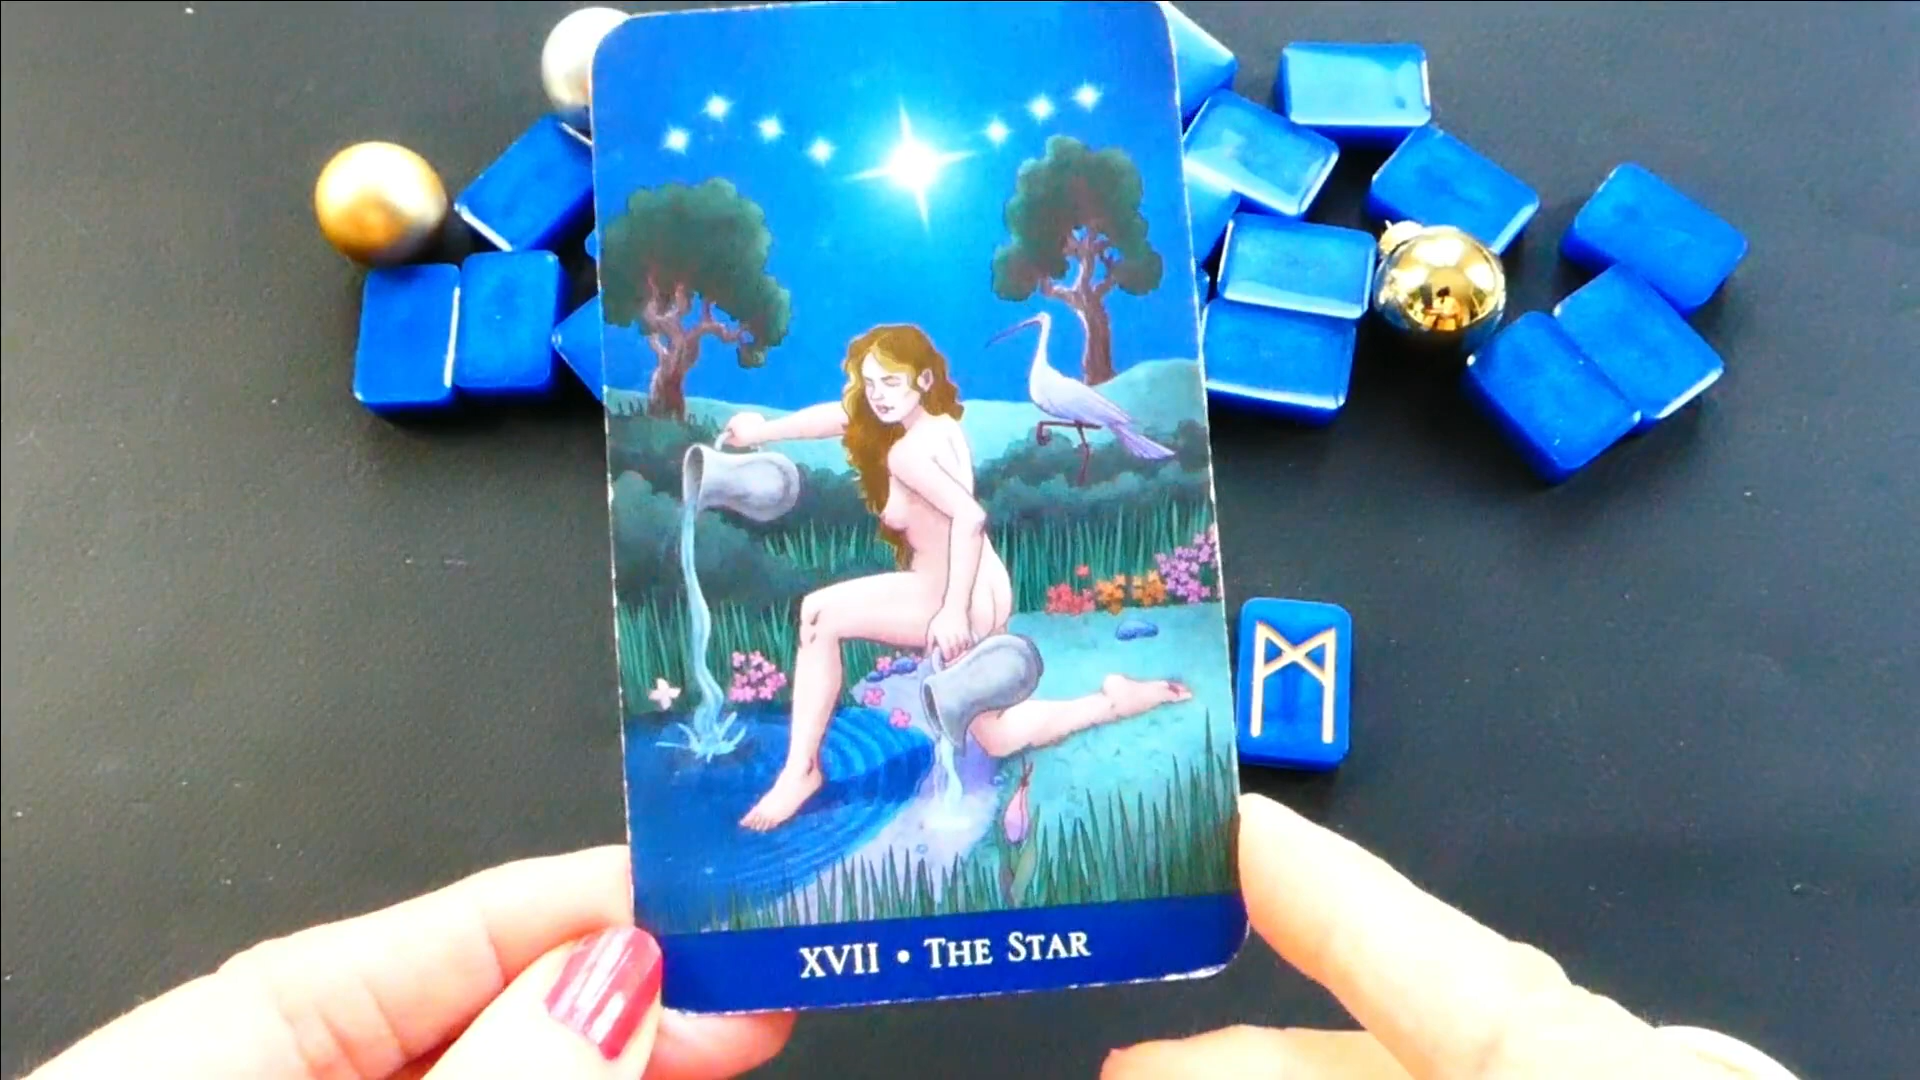 XVII • THE STAR
ᛗ